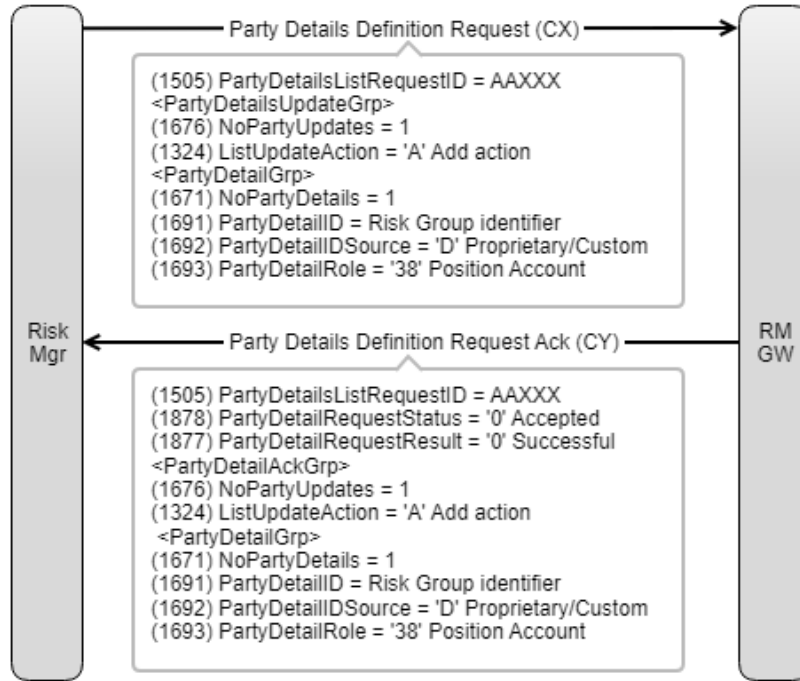 Party Details Definition Request (CX)
(1505) PartyDetailsListRequestID = AAXXX
<PartyDetailsUpdateGrp>
(1676) NoPartyUpdates = 1
(1324) ListUpdateAction = 'A' Add action
<PartyDetailGrp>
(1671) NoPartyDetails = 1
(1691) PartyDetailID = Risk Group identifier
(1692) PartyDetailIDSource = 'D' Proprietary/Custom
(1693) PartyDetailRole = '38' Position Account
Risk
Mgr
Party Details Definition Request Ack (CY)
RM
GW
(1505) PartyDetailsListRequestID = AAXXX
(1878) PartyDetailRequestStatus = '0' Accepted
(1877) PartyDetailRequestResult = '0' Successful
<PartyDetailAckGrp>
(1676) NoPartyUpdates = 1
(1324) ListUpdateAction = 'A' Add action
<PartyDetailGrp>
(1671) NoPartyDetails = 1
(1691) PartyDetailID = Risk Group identifier
(1692) PartyDetailIDSource = 'D' Proprietary/Custom
(1693) PartyDetailRole = '38' Position Account